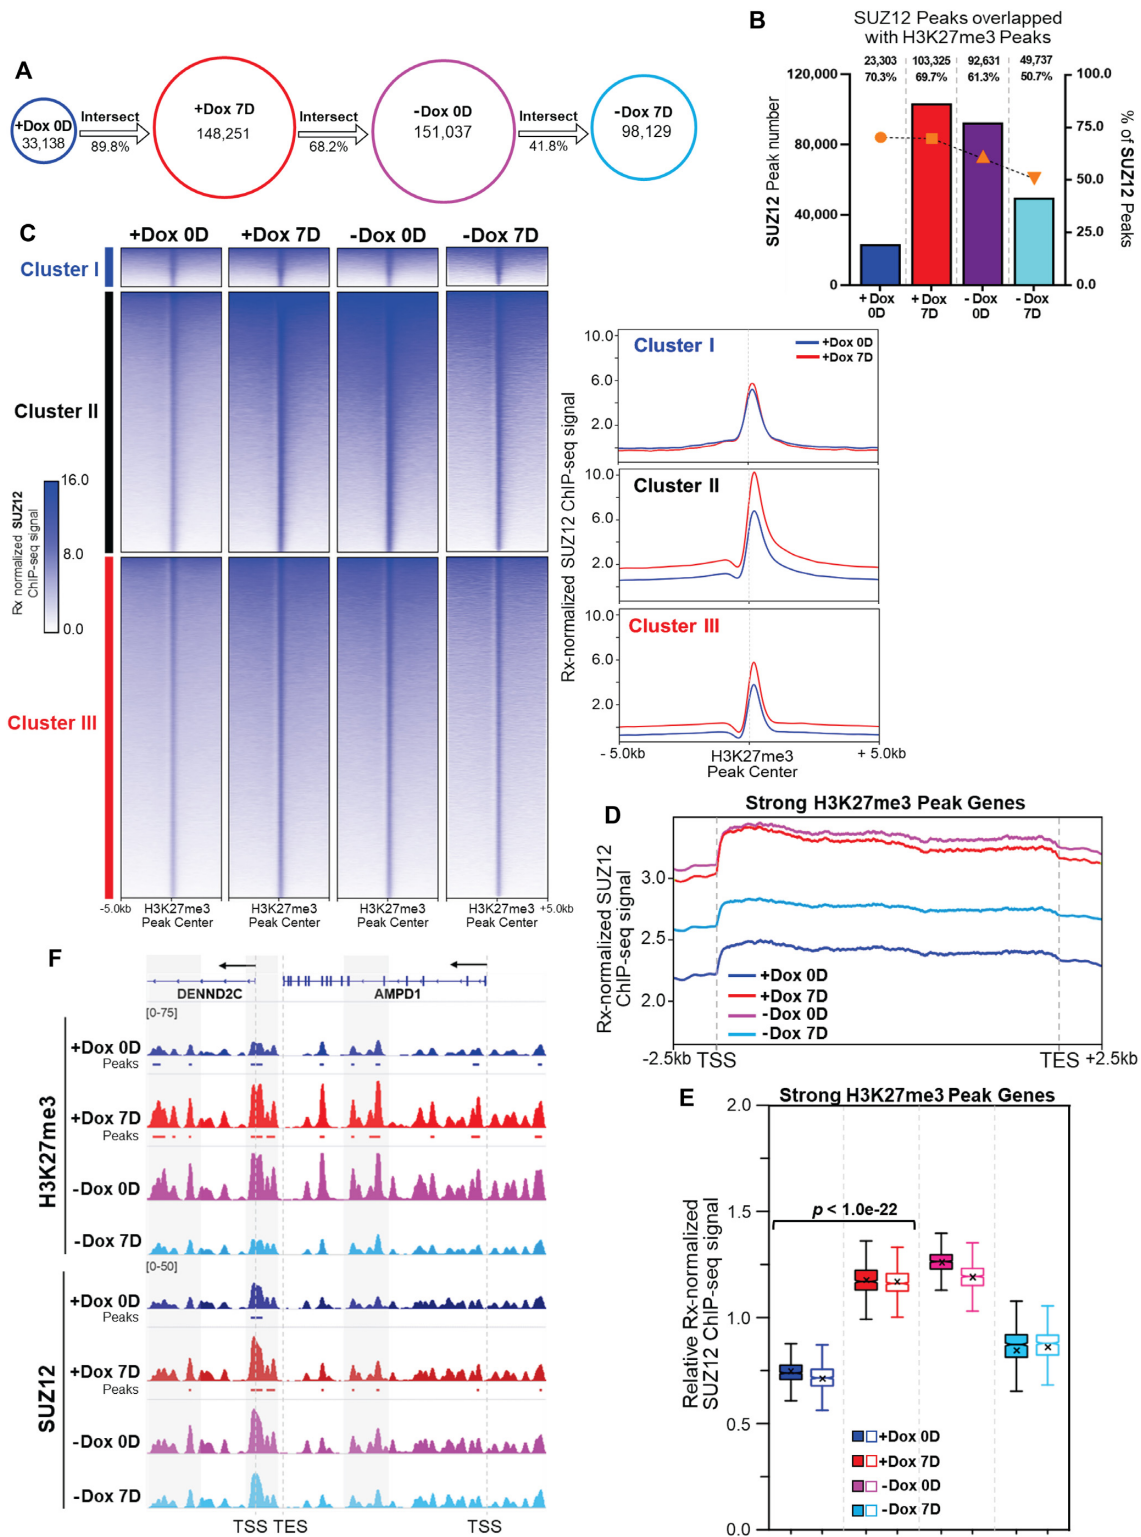 A
+Dox 0D
33,138
Intersect
89.8%
+Dox 7D
148,251
Intersect
68.2%
-Dox 0D
151,037
Intersect
41.8%
-Dox 7D
98,129
B
SUZ12 Peaks overlapped
with H3K27me3 Peaks
23,303 103,325 92,631 49,737
70.3% 69.7% 61.3% 50.7%
SUZ12 Peak number
120,000
80,000
40,000
0
% of SUZ12 Peaks
100.0
75.0
50.0
25.0
0.0
+ Dox 0D
+ Dox 7D
- Dox 0D
- Dox 7D
C
+Dox 0D +Dox 7D -Dox 0D -Dox 7D
Cluster I
Cluster II
Cluster III
Rx normalized SUZ12
ChIP-seq signal
16.0
8.0
0.0
-5.0kb
H3K27me3
Peak Center
H3K27me3
Peak Center
H3K27me3
Peak Center
H3K27me3
Peak Center
+5.0kb
Rx-normalized SUZ12 ChIP-seq signal
Cluster I
+Dox 0D
+Dox 7D
10.0
6.0
2.0
Cluster II
10.0
6.0
2.0
Cluster III
10.0
6.0
2.0
- 5.0kb
H3K27me3
Peak Center
+ 5.0kb
D
Strong H3K27me3 Peak Genes
Rx-normalized SUZ12
ChIP-seq signal
3.0
2.5
2.0
+Dox 0D
+Dox 7D
-Dox 0D
-Dox 7D
-2.5kb TSS TES +2.5kb
E
Strong H3K27me3 Peak Genes
Relative Rx-normalized
SUZ12 ChIP-seq signal
2.0
1.5
1.0
0.5
0.0
p < 1.0e-22
+Dox 0D
+Dox 7D
-Dox 0D
-Dox 7D
F
DENND2C AMPD1
[0-75]
H3K27me3
+Dox 0D
Peaks
+Dox 7D
Peaks
-Dox 0D
-Dox 7D
[0-50]
SUZ12
+Dox 0D
Peaks
+Dox 7D
Peaks
-Dox 0D
-Dox 7D
TSS TES TSS